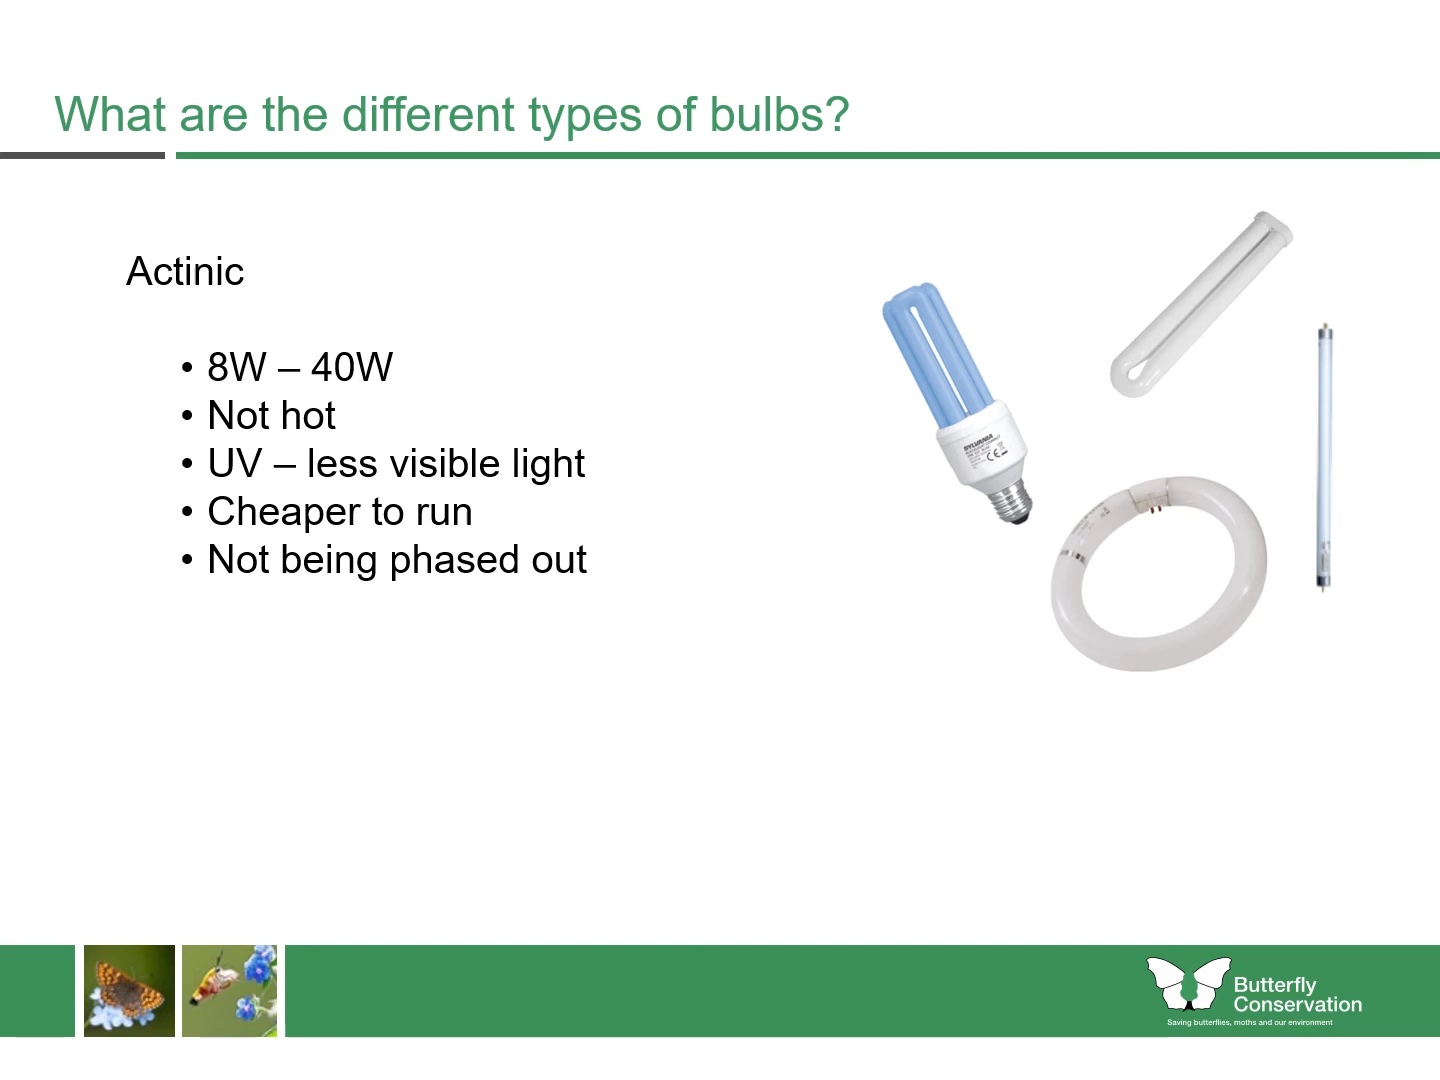 What are the different types of bulbs?
Actinic
• 8W – 40W
• Not hot
• UV – less visible light
• Cheaper to run
• Not being phased out
SYLVANIA
CE
Butterfly
Conservation
Saving butterflies, moths and our environment